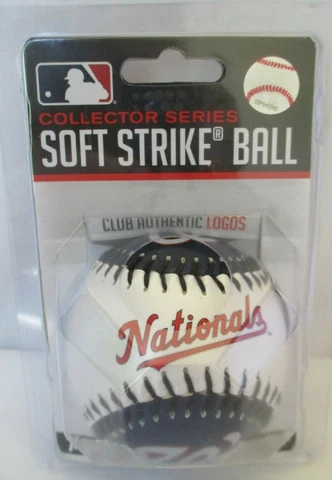 COLLECTOR SERIES
SOFT STRIKE® BALL
CLUB AUTHENTIC LOGOS
Nationals